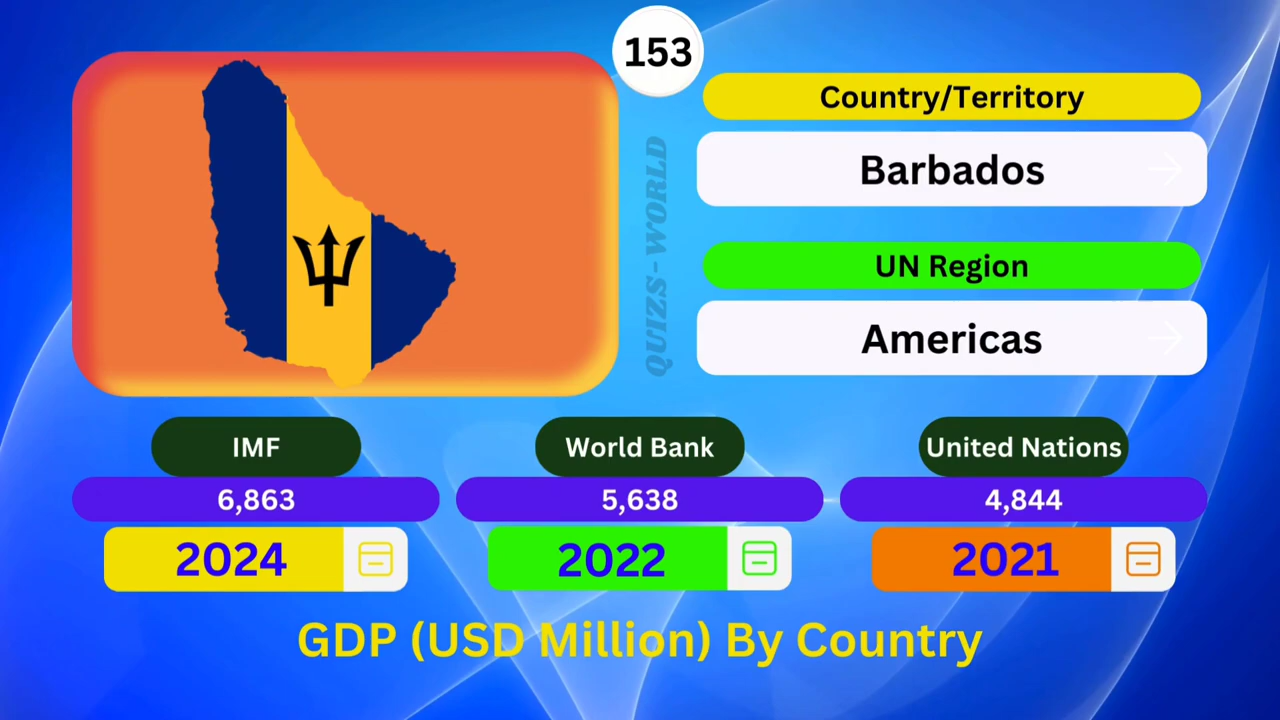 153
Country/Territory
Barbados
UN Region
Americas
QUIZS-WORLD
IMF
6,863
2024
World Bank
5,638
2022
United Nations
4,844
2021
GDP (USD Million) By Country